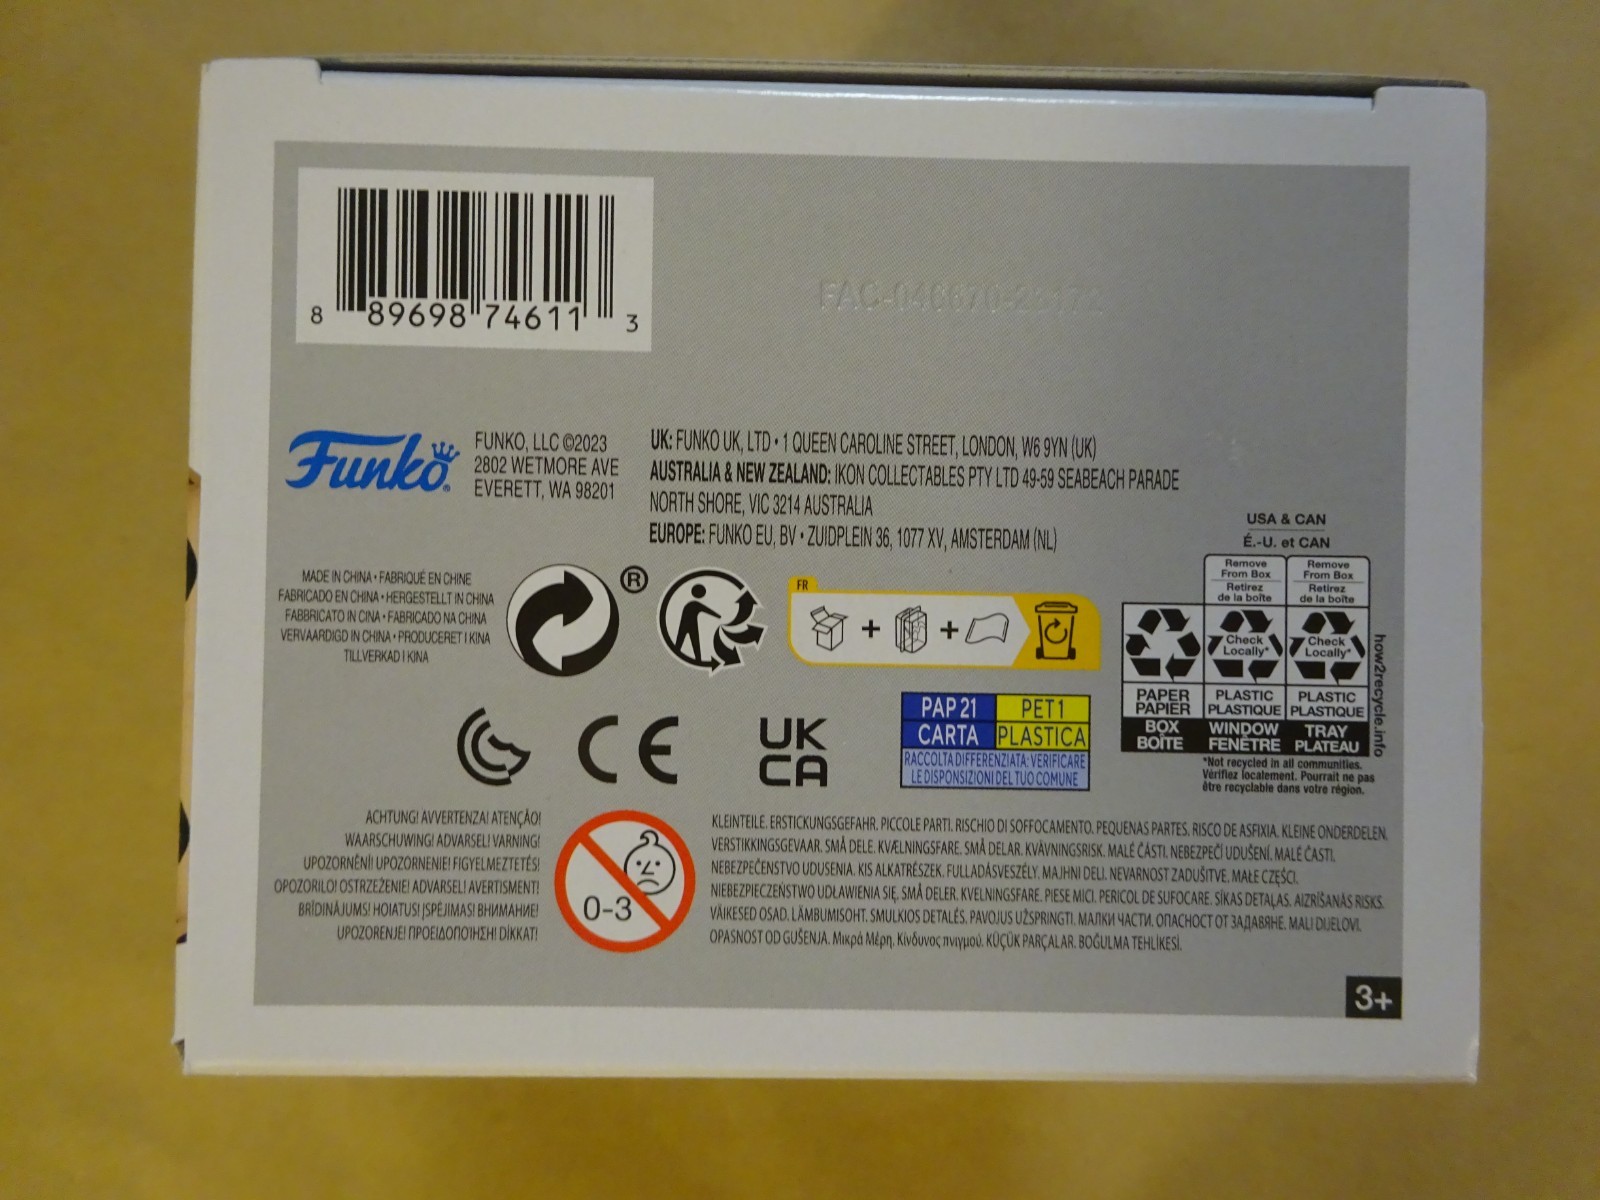 8 89698 74611 3
Funko
FUNKO, LLC ©2023
2802 WETMORE AVE
EVERETT, WA 98201
UK: FUNKO UK, LTD • 1 QUEEN CAROLINE STREET, LONDON, W6 9YN (UK)
AUSTRALIA & NEW ZEALAND: IKON COLLECTABLES PTY LTD 49-59 SEABEACH PARADE
NORTH SHORE, VIC 3214 AUSTRALIA
EUROPE: FUNKO EU, BV • ZUIDPLEIN 36, 1077 XV, AMSTERDAM (NL)
MADE IN CHINA • FABRIQUÉ EN CHINE
FABRICADO EN CHINA • HERGESTELLT IN CHINA
FABBRICATO IN CINA • FABRICADO NA CHINA
VERVAARDIGD IN CHINA • PRODUCERET I KINA
TILLVERKAD I KINA
®
FR
+ +
USA & CAN
É.-U. et CAN
Remove From Box
Retirez de la boîte
Remove From Box
Retirez de la boîte
Check Locally*
Check Locally*
PAPER PAPIER
PLASTIC PLASTIQUE
PLASTIC PLASTIQUE
BOX BOÎTE
WINDOW FENÊTRE
TRAY PLATEAU
how2recycle.info
*Not recycled in all communities.
Vérifiez localement. Pourrait ne pas
être recyclable dans votre région.
CE
UK
CA
PAP 21 PET1
CARTA PLASTICA
RACCOLTA DIFFERENZIATA: VERIFICARE
LE DISPOSIZIONI DEL TUO COMUNE
ACHTUNG! AVVERTENZA! ATENÇÃO!
WAARSCHUWING! ADVARSEL! VARNING!
UPOZORNĚNÍ! UPOZORNENIE! FIGYELMEZTETÉS!
OPOZORILO! OSTRZEŻENIE! ADVARSEL! AVERTISMENT!
BRĪDINĀJUMS! HOIATUS! ĮSPĖJIMAS! ВНИМАНИЕ!
UPOZORENJE! ΠΡΟΕΙΔΟΠΟΊΗΣΗ! DİKKAT!
0-3
KLEINTEILE. ERSTICKUNGSGEFAHR. PICCOLE PARTI. RISCHIO DI SOFFOCAMENTO. PEQUENAS PARTES. RISCO DE ASFIXIA. KLEINE ONDERDELEN.
VERSTIKKINGSGEVAAR. SMÅ DELE. KVÆLNINGSFARE. SMÅ DELAR. KVÄVNINGSRISK. MALÉ ČÁSTI. NEBEZPEČÍ UDUŠENÍ. MALÉ ČASTI.
NEBEZPEČENSTVO UDUSENIA. KIS ALKATRÉSZEK. FULLADÁSVESZÉLY. MAJHNI DELI. NEVARNOST ZADUŠITVE. MAŁE CZĘŚCI.
NIEBEZPIECZEŃSTWO UDŁAWIENIA SIĘ. SMÅ DELER. KVELNINGSFARE. PIESE MICI. PERICOL DE SUFOCARE. SĪKAS DETAĻAS. AIZRĪŠANĀS RISKS.
VÄIKESED OSAD. LÄMBUMISOHT. SMULKIOS DETALĖS. PAVOJUS UŽSPRINGTI. МАЛКИ ЧАСТИ. ОПАСНОСТ ОТ ЗАДАВЯНЕ. MALI DIJELOVI.
OPASNOST OD GUŠENJA. Μικρά Μέρη. Κίνδυνος πνιγμού. KÜÇÜK PARÇALAR. BOĞULMA TEHLİKESİ.
3+